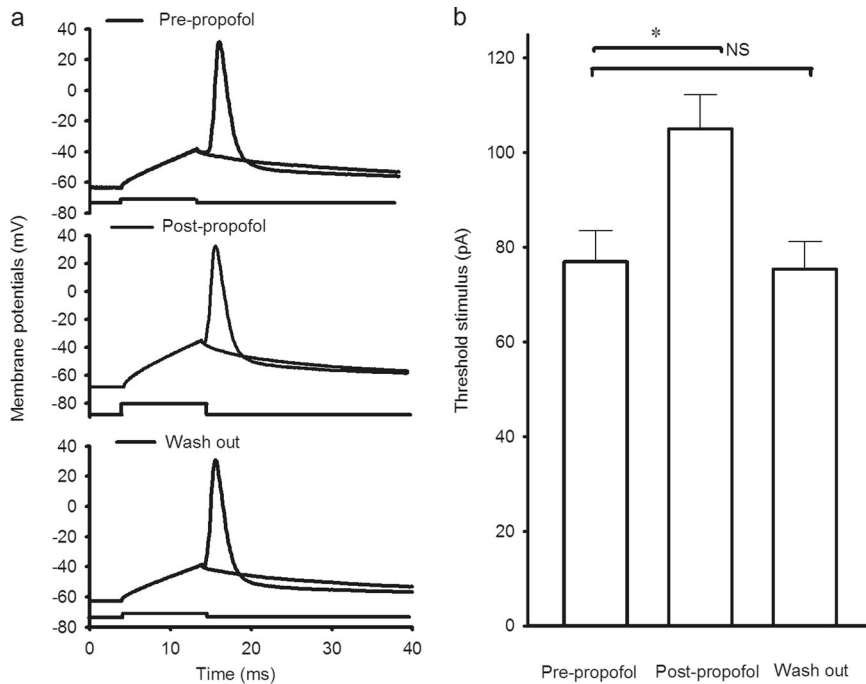 a
Pre-propofol
40
20
0
-20
-40
-60
-80
Post-propofol
40
20
0
-20
-40
-60
-80
Wash out
40
20
0
-20
-40
-60
-80
0 10 20 30 40
Time (ms)
Membrane potentials (mV)
b
* 
NS
120
100
80
60
40
20
0
Threshold stimulus (pA)
Pre-propofol Post-propofol Wash out